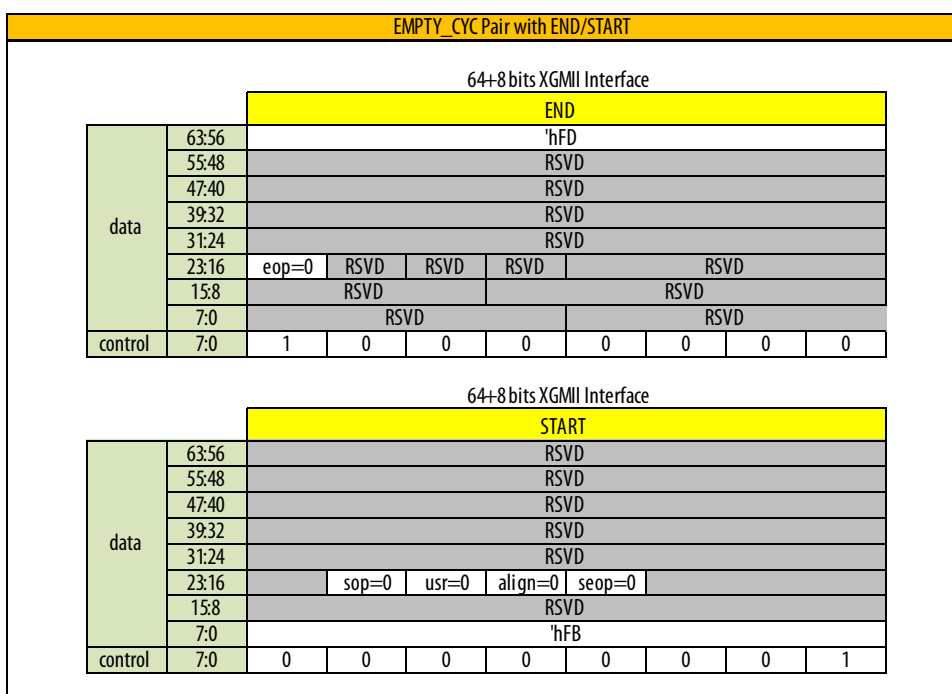 EMPTY_CYC Pair with END/START
64+8 bits XGMII Interface
END
data
63:56 'hFD
55:48 RSVD
47:40 RSVD
39:32 RSVD
31:24 RSVD
23:16 eop=0 RSVD RSVD RSVD RSVD
15:8 RSVD RSVD
7:0 RSVD RSVD
control 7:0 1 0 0 0 0 0 0 0
64+8 bits XGMII Interface
START
data
63:56 RSVD
55:48 RSVD
47:40 RSVD
39:32 RSVD
31:24 RSVD
23:16 sop=0 usr=0 align=0 seop=0
15:8 RSVD
7:0 'hFB
control 7:0 0 0 0 0 0 0 0 1